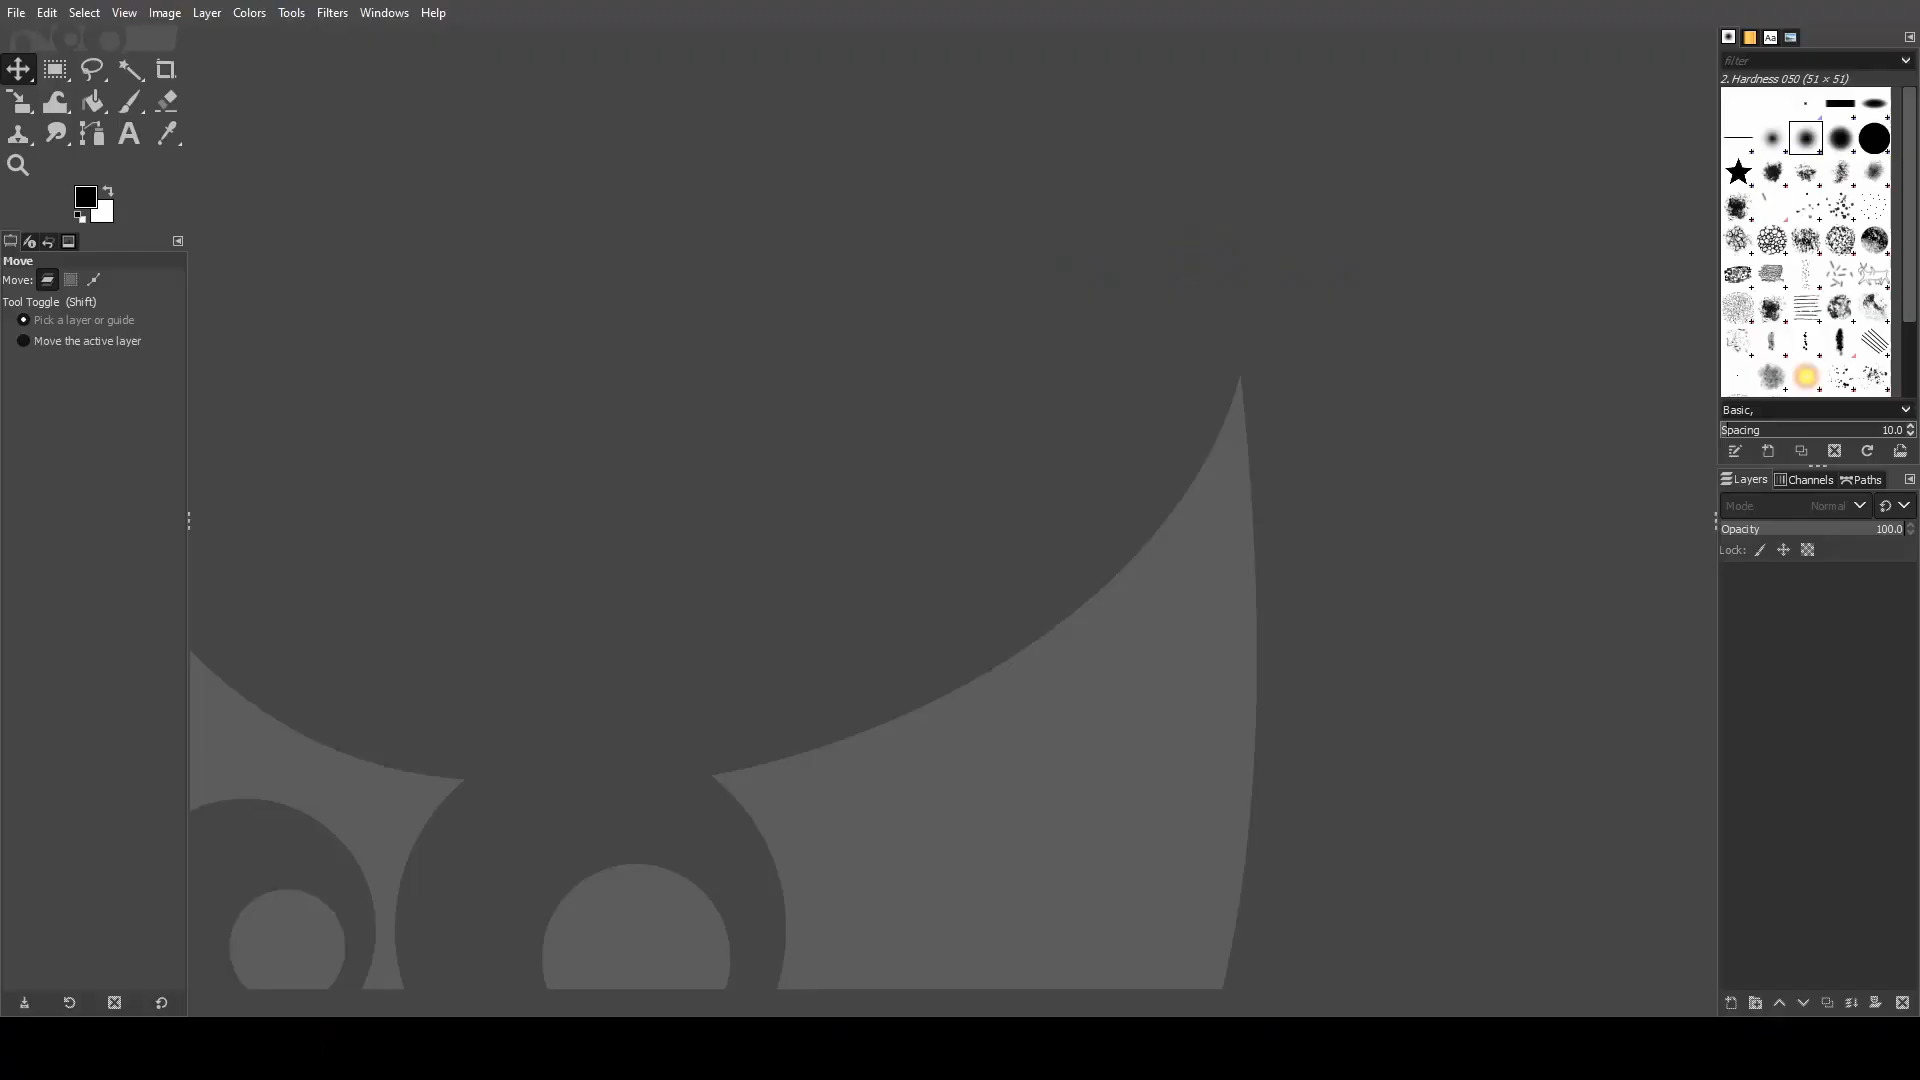 File Edit Select View Image Layer Colors Tools Filters Windows Help
filter
2. Hardness 050 (51 × 51)
Aa
A
Move
Move:
Tool Toggle (Shift)
Pick a layer or guide
Move the active layer
Basic,
Spacing 10.0
Layers Channels Paths
Mode Normal
Opacity 100.0
Lock: